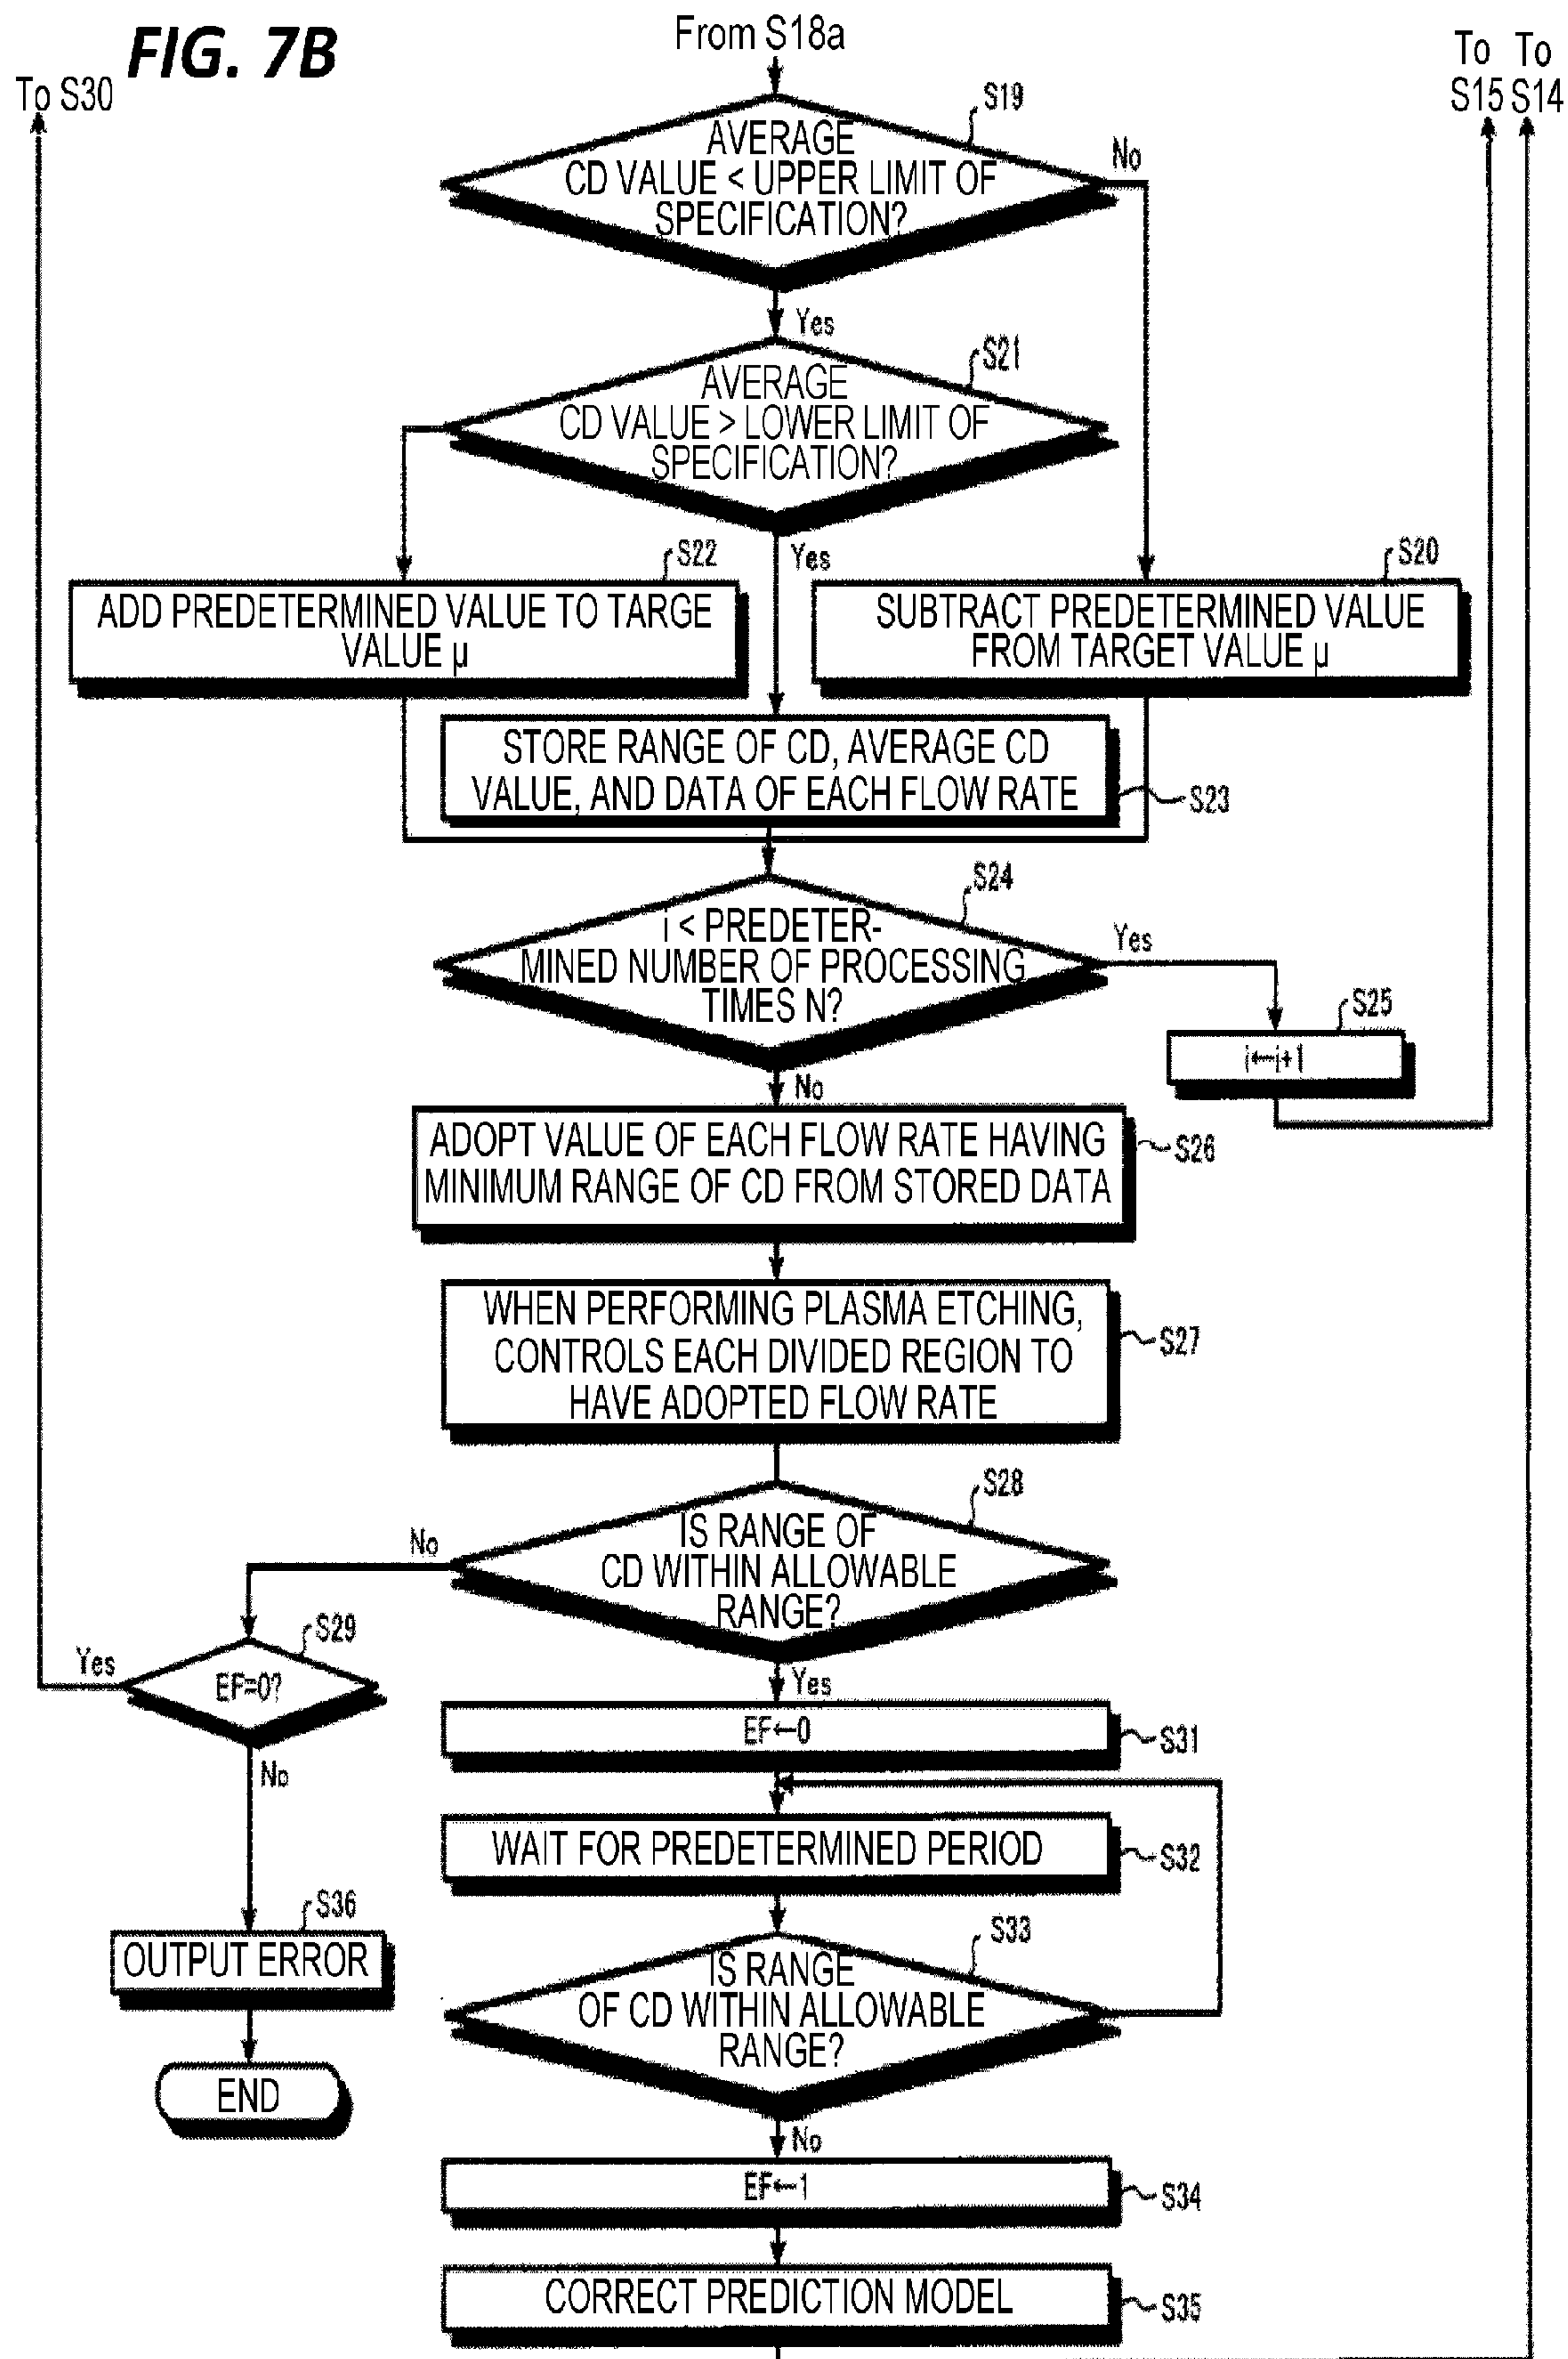 FIG. 7B
From S18a
To S30
To To
S15 S14
S19
AVERAGE
CD VALUE < UPPER LIMIT OF
SPECIFICATION?
No
Yes
S21
AVERAGE
CD VALUE > LOWER LIMIT OF
SPECIFICATION?
Yes
S22
ADD PREDETERMINED VALUE TO TARGE
VALUE μ
S20
SUBTRACT PREDETERMINED VALUE
FROM TARGET VALUE μ
STORE RANGE OF CD, AVERAGE CD
VALUE, AND DATA OF EACH FLOW RATE
S23
S24
i < PREDETER-
MINED NUMBER OF PROCESSING
TIMES N?
Yes
S25
i←i+1
No
ADOPT VALUE OF EACH FLOW RATE HAVING
MINIMUM RANGE OF CD FROM STORED DATA
S26
WHEN PERFORMING PLASMA ETCHING,
CONTROLS EACH DIVIDED REGION TO
HAVE ADOPTED FLOW RATE
S27
S28
IS RANGE OF
CD WITHIN ALLOWABLE
RANGE?
No
S29
Yes
EF=0?
No
Yes
EF←0
S31
WAIT FOR PREDETERMINED PERIOD
S32
S36
OUTPUT ERROR
END
S33
IS RANGE
OF CD WITHIN ALLOWABLE
RANGE?
No
EF←1
S34
CORRECT PREDICTION MODEL
S35